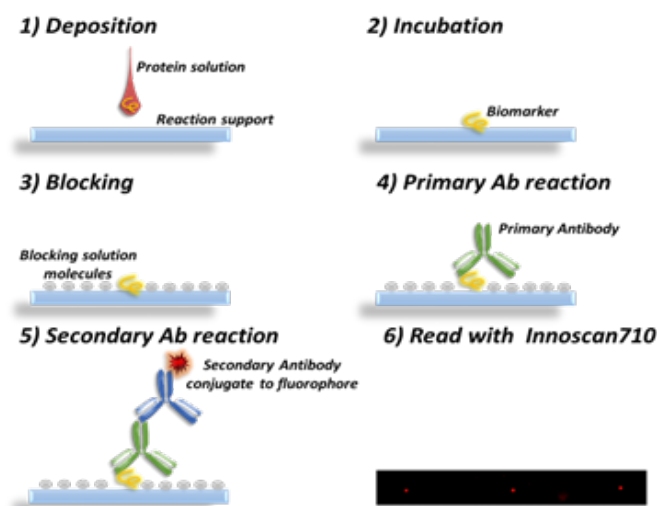 1) Deposition
Protein solution
Reaction support
2) Incubation
Biomarker
3) Blocking
Blocking solution
molecules
4) Primary Ab reaction
Primary Antibody
5) Secondary Ab reaction
Secondary Antibody
conjugate to fluorophore
6) Read with Innoscan710